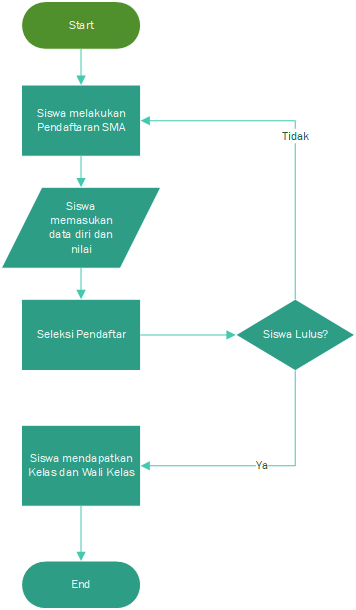 Start
Siswa melakukan
Pendaftaran SMA
Tidak
Siswa
memasukan
data diri dan
nilai
Seleksi Pendaftar
Siswa Lulus?
Siswa mendapatkan
Kelas dan Wali Kelas
Ya
End